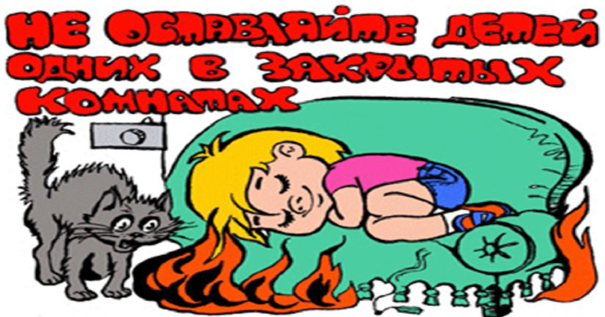 НЕ ОСТАВЛЯЙТЕ ДЕТЕЙ
ОДНИХ В ЗАКРЫТЫХ
КОМНАТАХ